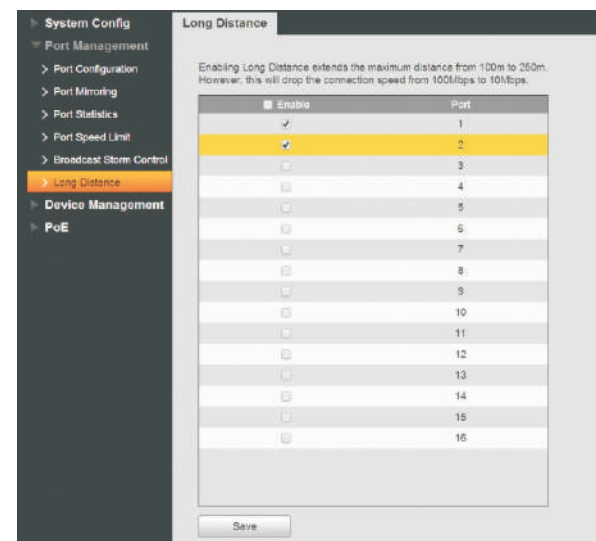 System Config
Port Management
> Port Configuration
> Port Mirroring
> Port Statistics
> Port Speed Limit
> Broadcast Storm Control
> Long Distance
Device Management
PoE
Long Distance
Enabling Long Distance extends the maximum distance from 100m to 250m.
However, this will drop the connection speed from 100Mbps to 10Mbps.
Enable Port
1
2
3
4
5
6
7
8
9
10
11
12
13
14
15
16
Save